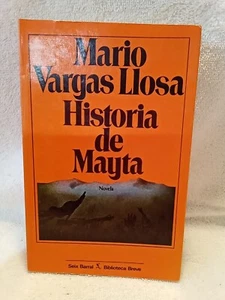 Mario
Vargas Llosa
Historia
de
Mayta
Novela
Seix Barral Biblioteca Breve